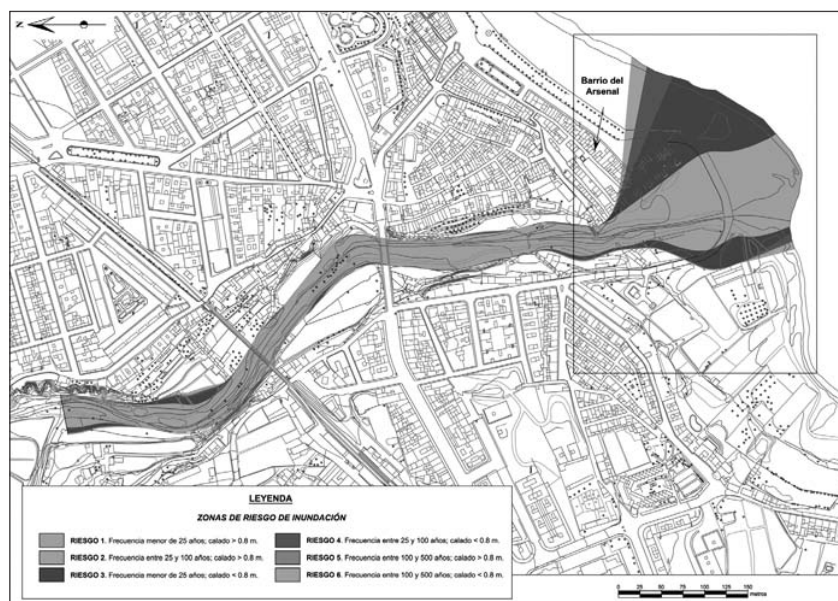 N
Barrio del
Arsenal
LEYENDA
ZONAS DE RIESGO DE INUNDACIÓN
RIESGO 1. Frecuencia menor de 25 años; calado > 0.8 m.
RIESGO 2. Frecuencia entre 25 y 100 años; calado > 0.8 m.
RIESGO 3. Frecuencia menor de 25 años; calado < 0.8 m.
RIESGO 4. Frecuencia entre 25 y 100 años; calado < 0.8 m.
RIESGO 5. Frecuencia entre 100 y 500 años; calado > 0.8 m.
RIESGO 6. Frecuencia entre 100 y 500 años; calado < 0.8 m.
0 25 50 75 100 125 150
metros